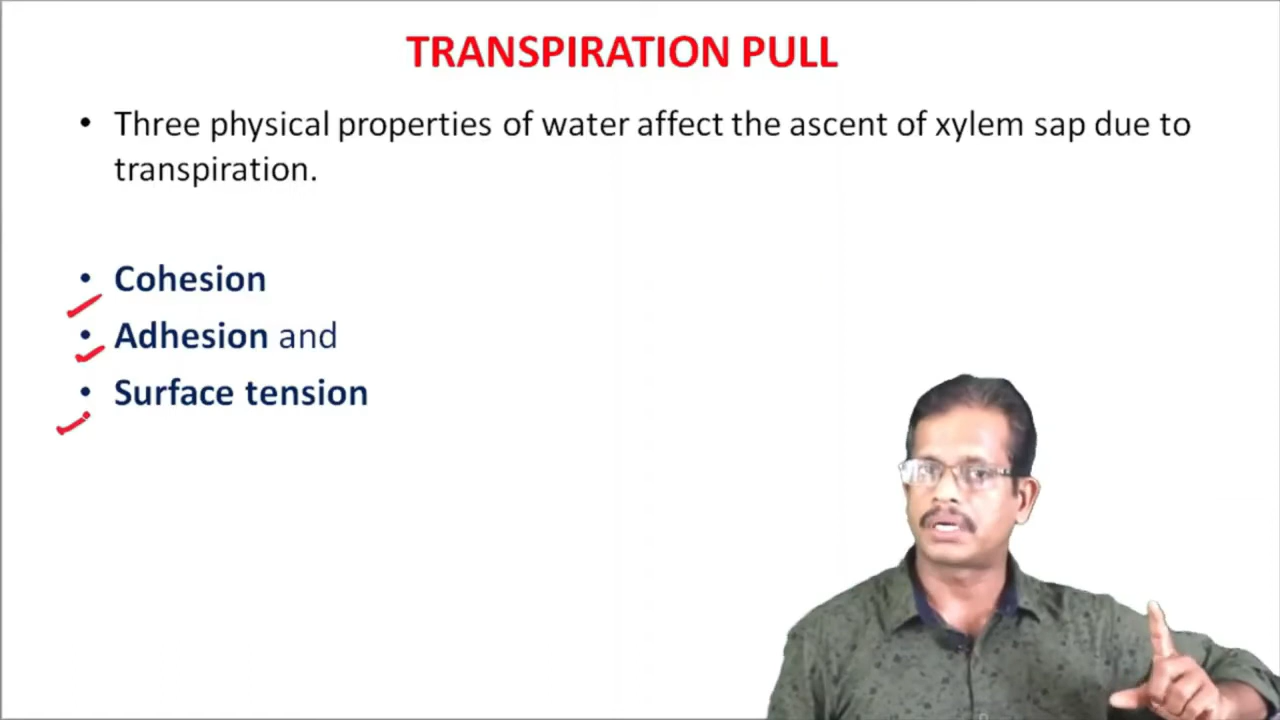 TRANSPIRATION PULL
• Three physical properties of water affect the ascent of xylem sap due to
transpiration.
• Cohesion
• Adhesion and
• Surface tension